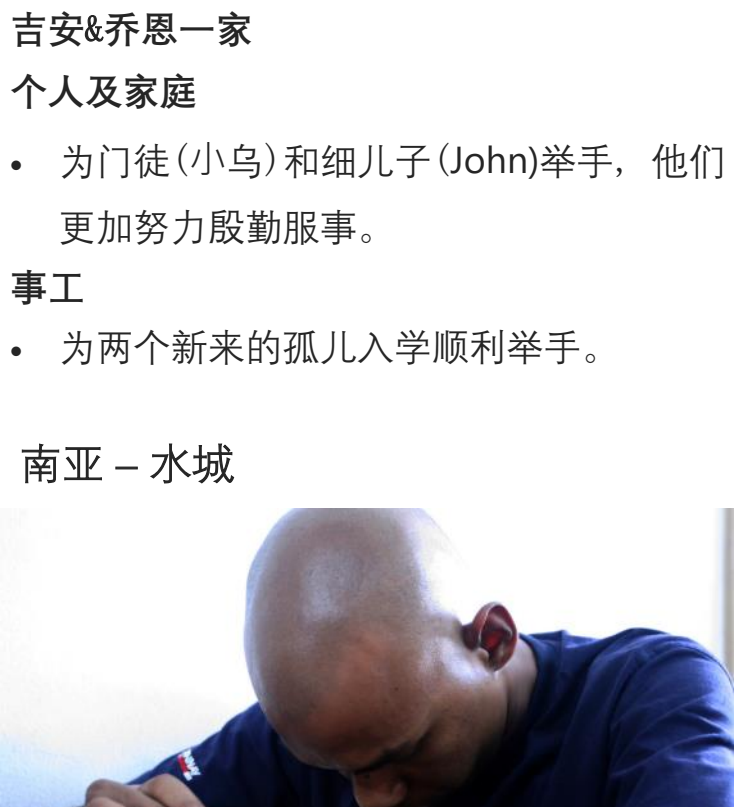 吉安&乔恩一家
个人及家庭
• 为门徒(小乌)和细儿子(John)举手，他们
更加努力殷勤服事。
事工
• 为两个新来的孤儿入学顺利举手。
南亚 – 水城